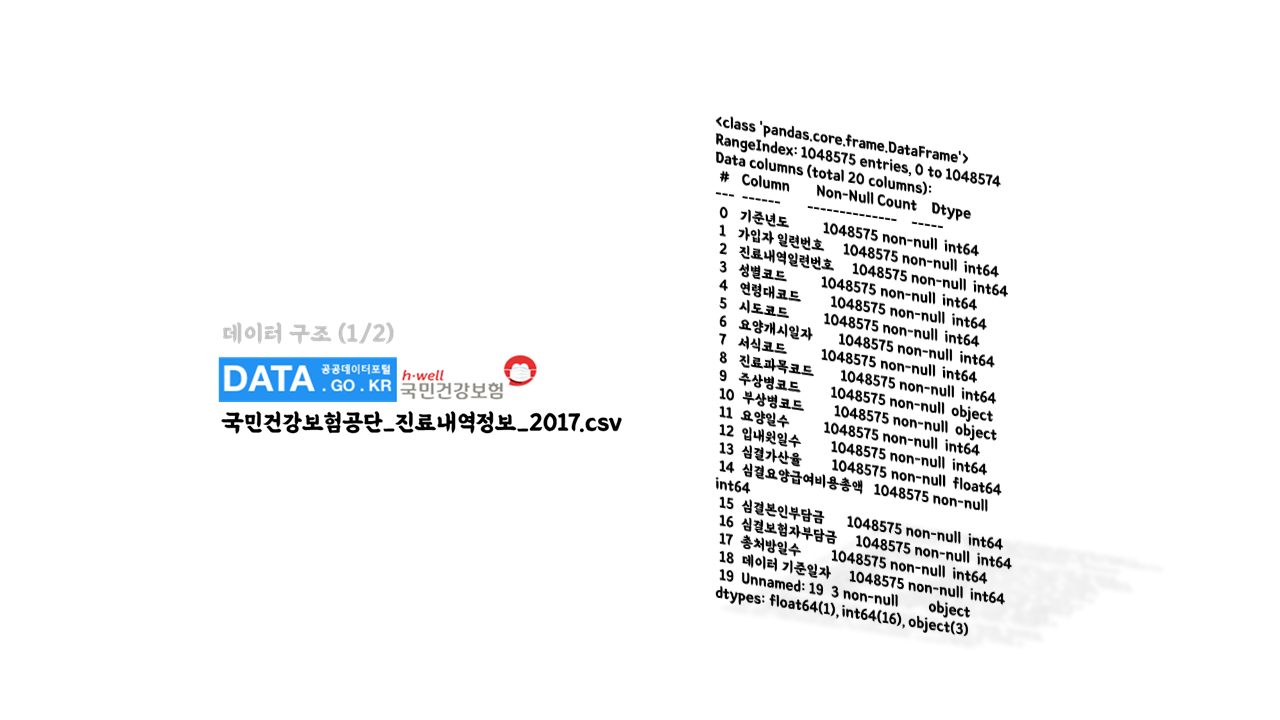 데이터 구조 (1/2)
DATA 공공데이터포털
.GO.KR
h·well
국민건강보험
국민건강보험공단_진료내역정보_2017.csv
<class 'pandas.core.frame.DataFrame'>
RangeIndex: 1048575 entries, 0 to 1048574
Data columns (total 20 columns):
# Column Non-Null Count Dtype
--- ------ -------------- -----
0 기준년도 1048575 non-null int64
1 가입자 일련번호 1048575 non-null int64
2 진료내역일련번호 1048575 non-null int64
3 성별코드 1048575 non-null int64
4 연령대코드 1048575 non-null int64
5 시도코드 1048575 non-null int64
6 요양개시일자 1048575 non-null int64
7 서식코드 1048575 non-null int64
8 진료과목코드 1048575 non-null int64
9 주상병코드 1048575 non-null object
10 부상병코드 1048575 non-null object
11 요양일수 1048575 non-null int64
12 입내원일수 1048575 non-null int64
13 심결가산율 1048575 non-null float64
14 심결요양급여비용총액 1048575 non-null
int64
15 심결본인부담금 1048575 non-null int64
16 심결보험자부담금 1048575 non-null int64
17 총처방일수 1048575 non-null int64
18 데이터 기준일자 1048575 non-null int64
19 Unnamed: 19 3 non-null object
dtypes: float64(1), int64(16), object(3)